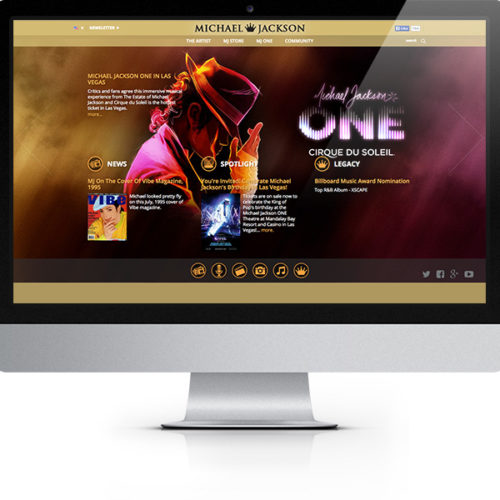 NEWSLETTER
MICHAEL JACKSON
THE ARTIST MJ STORE MJ ONE COMMUNITY
MICHAEL JACKSON ONE IN LAS
VEGAS
Critics and fans agree this immersive musical
experience from The Estate of Michael
Jackson and Cirque du Soleil is the hottest
ticket in Las Vegas.
more...
Michael Jackson
ONE
CIRQUE DU SOLEIL.
NEWS
MJ On The Cover Of Vibe Magazine,
1995
VIBE
Michael looked pretty fly
on this July, 1995 cover of
Vibe magazine.
SPOTLIGHT
You're Invited! Celebrate Michael
Jackson's Birthday in Las Vegas!
Tickets are on sale now to
celebrate the King of
Pop's birthday at the
Michael Jackson ONE
Theatre at Mandalay Bay
Resort and Casino in Las
Vegas!... more.
LEGACY
Billboard Music Award Nomination
Top R&B Album - XSCAPE